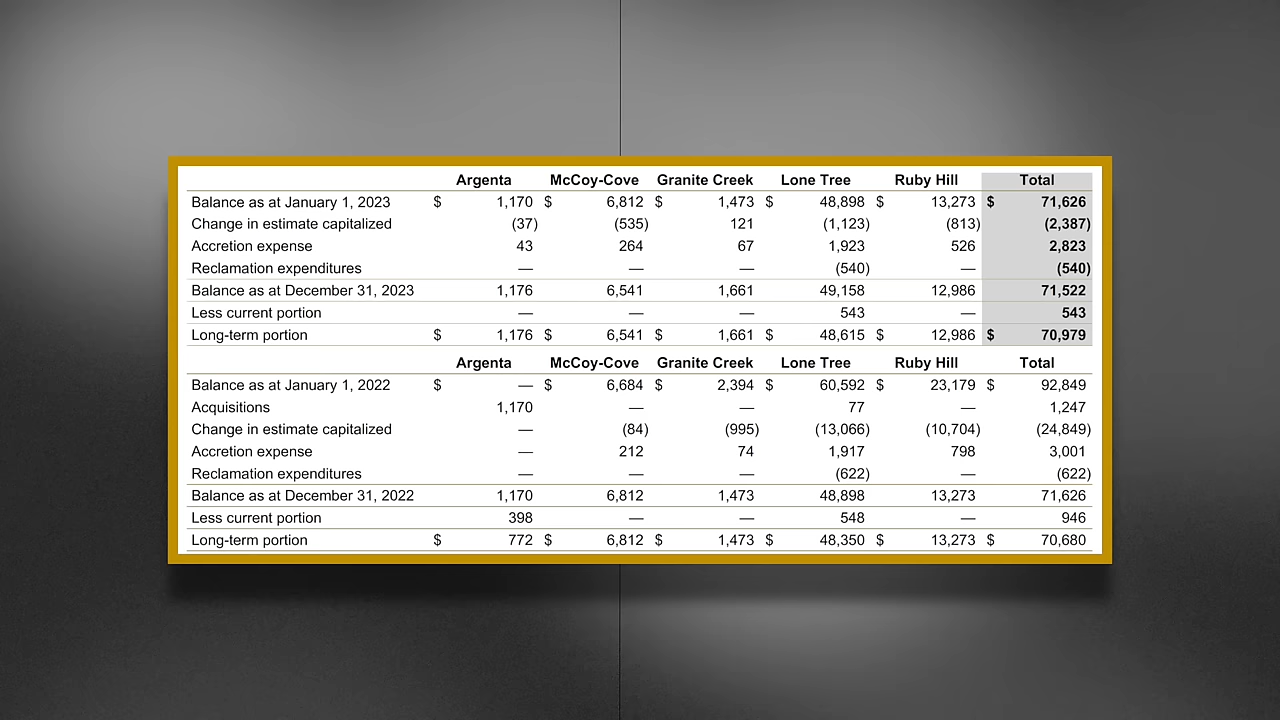 Argenta McCoy-Cove Granite Creek Lone Tree Ruby Hill Total
Balance as at January 1, 2023 $ 1,170 $ 6,812 $ 1,473 $ 48,898 $ 13,273 $ 71,626
Change in estimate capitalized (37) (535) 121 (1,123) (813) (2,387)
Accretion expense 43 264 67 1,923 526 2,823
Reclamation expenditures — — — (540) — (540)
Balance as at December 31, 2023 1,176 6,541 1,661 49,158 12,986 71,522
Less current portion — — — 543 — 543
Long-term portion $ 1,176 $ 6,541 $ 1,661 $ 48,615 $ 12,986 $ 70,979
Argenta McCoy-Cove Granite Creek Lone Tree Ruby Hill Total
Balance as at January 1, 2022 $ — $ 6,684 $ 2,394 $ 60,592 $ 23,179 $ 92,849
Acquisitions 1,170 — — 77 — 1,247
Change in estimate capitalized — (84) (995) (13,066) (10,704) (24,849)
Accretion expense — 212 74 1,917 798 3,001
Reclamation expenditures — — — (622) — (622)
Balance as at December 31, 2022 1,170 6,812 1,473 48,898 13,273 71,626
Less current portion 398 — — 548 — 946
Long-term portion $ 772 $ 6,812 $ 1,473 $ 48,350 $ 13,273 $ 70,680